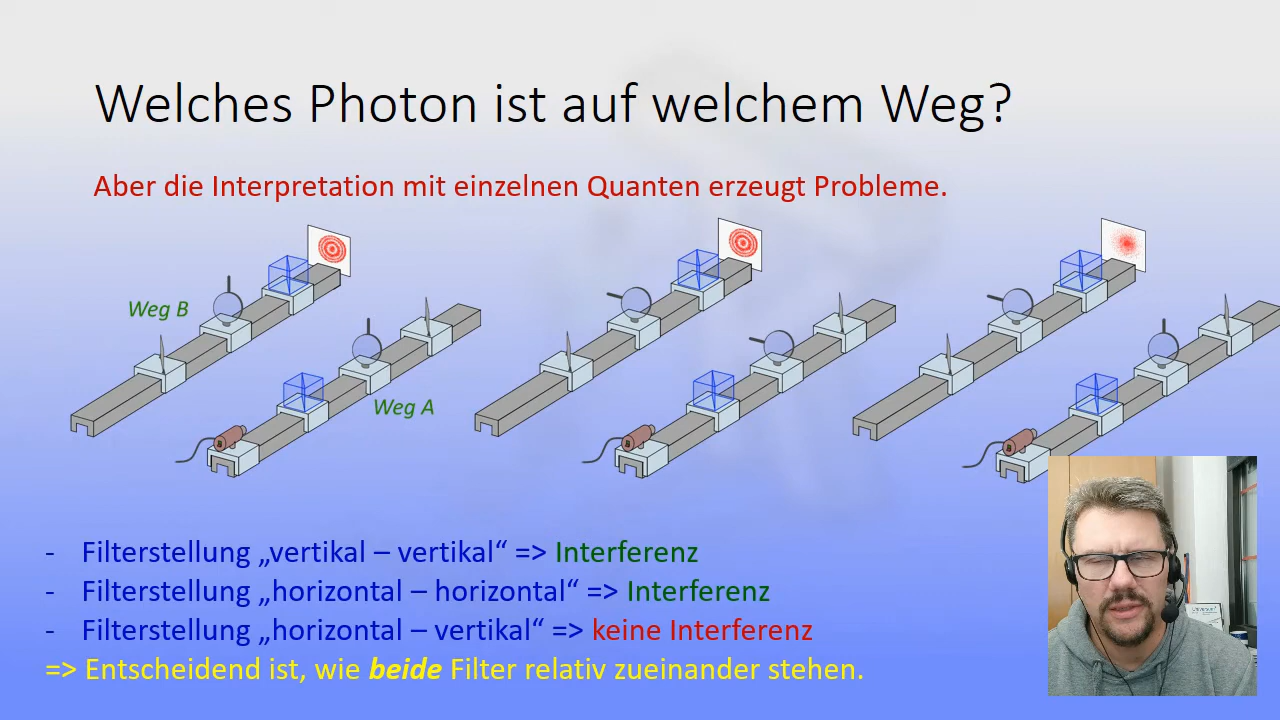 Welches Photon ist auf welchem Weg?
Aber die Interpretation mit einzelnen Quanten erzeugt Probleme.
Weg B
Weg A
- Filterstellung „vertikal – vertikal“ => Interferenz
- Filterstellung „horizontal – horizontal“ => Interferenz
- Filterstellung „horizontal – vertikal“ => keine Interferenz
=> Entscheidend ist, wie beide Filter relativ zueinander stehen.